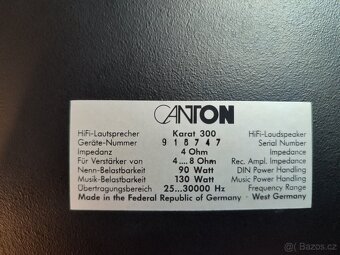 CANTON
HiFi-Lautsprecher Karat 300 HiFi-Loudspeaker
Geräte-Nummer 918747 Serial Number
Impedanz 4 Ohm Impedance
Für Verstärker von 4....8 Ohm Rec. Ampl. Impedance
Nenn-Belastbarkeit 90 Watt DIN Power Handling
Musik-Belastbarkeit 130 Watt Music Power Handling
Übertragungsbereich 25...30000 Hz Frequency Range
Made in the Federal Republic of Germany · West Germany
Bazoš.cz